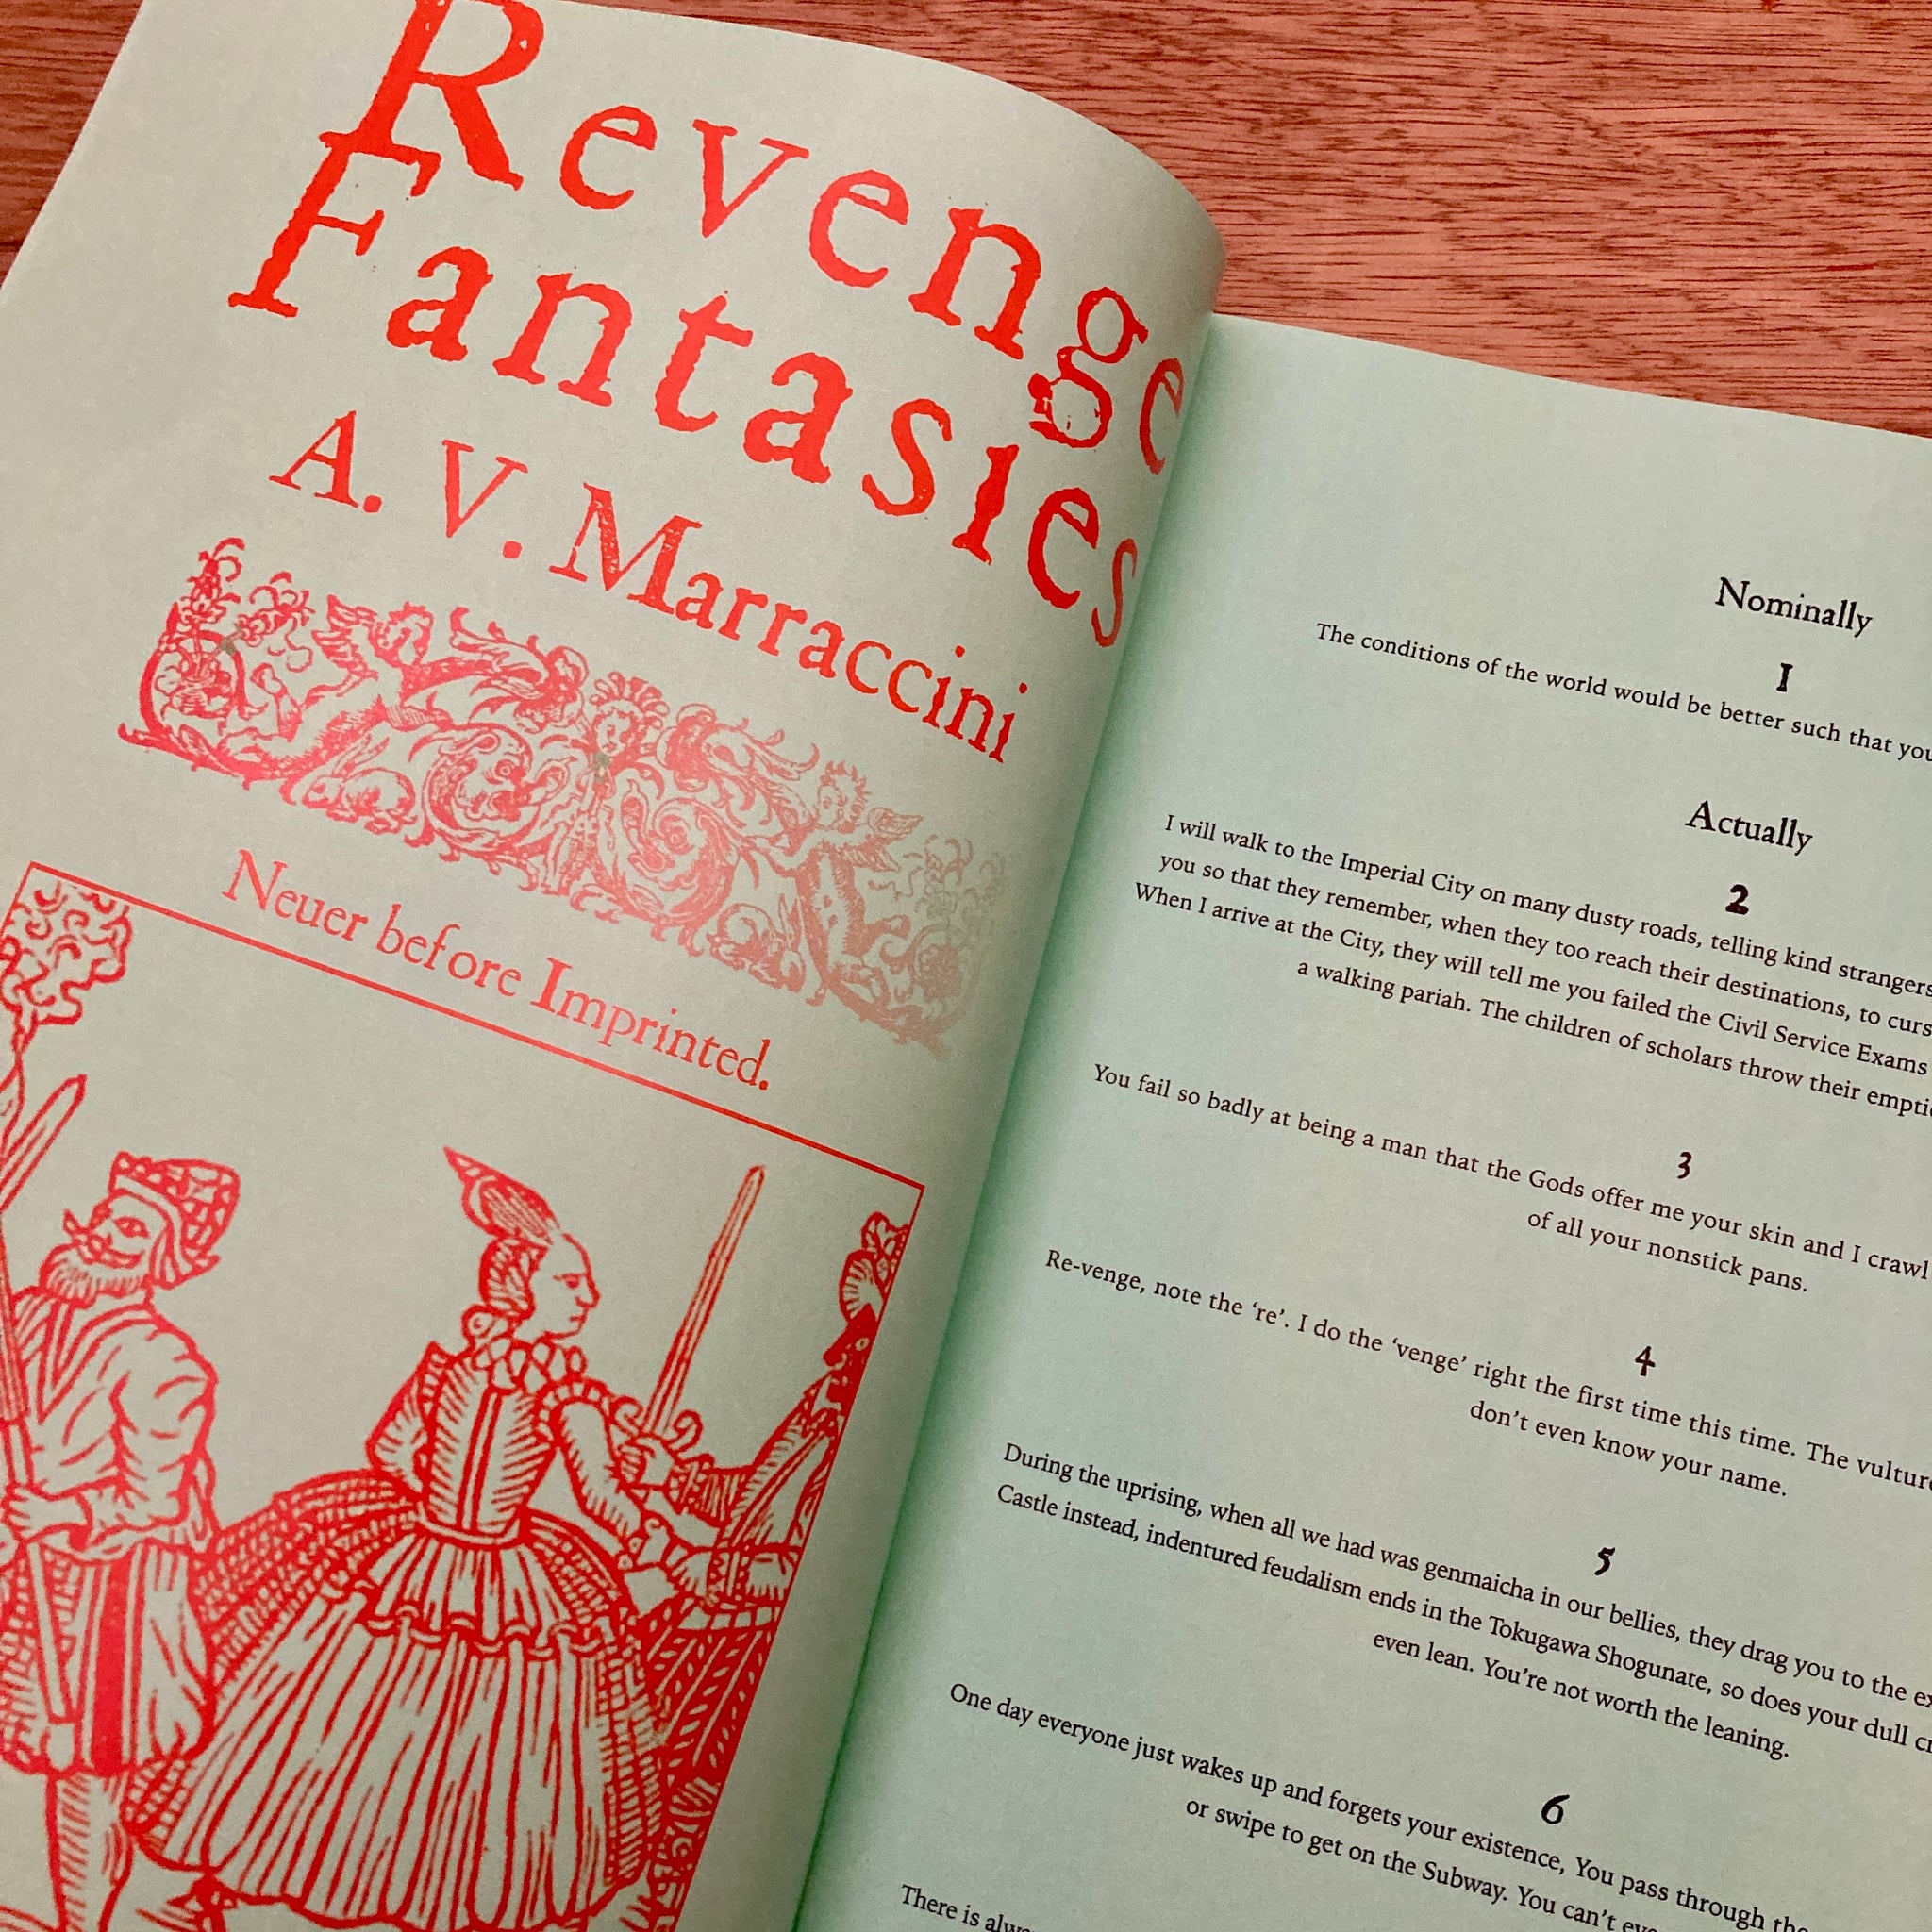 Revenge
Fantasies
A. V. Marraccini
Neuer before Imprinted.
Nominally
1
The conditions of the world would be better such that you
Actually
2
I will walk to the Imperial City on many dusty roads, telling kind strangers
you so that they remember, when they too reach their destinations, to curs
When I arrive at the City, they will tell me you failed the Civil Service Exams
a walking pariah. The children of scholars throw their empti
3
You fail so badly at being a man that the Gods offer me your skin and I crawl
of all your nonstick pans.
4
Re-venge, note the ‘re’. I do the ‘venge’ right the first time this time. The vulture
don’t even know your name.
5
During the uprising, when all we had was genmaicha in our bellies, they drag you to the ex
Castle instead, indentured feudalism ends in the Tokugawa Shogunate, so does your dull cr
even lean. You’re not worth the leaning.
6
One day everyone just wakes up and forgets your existence, You pass through the
or swipe to get on the Subway. You can’t eve
There is alw